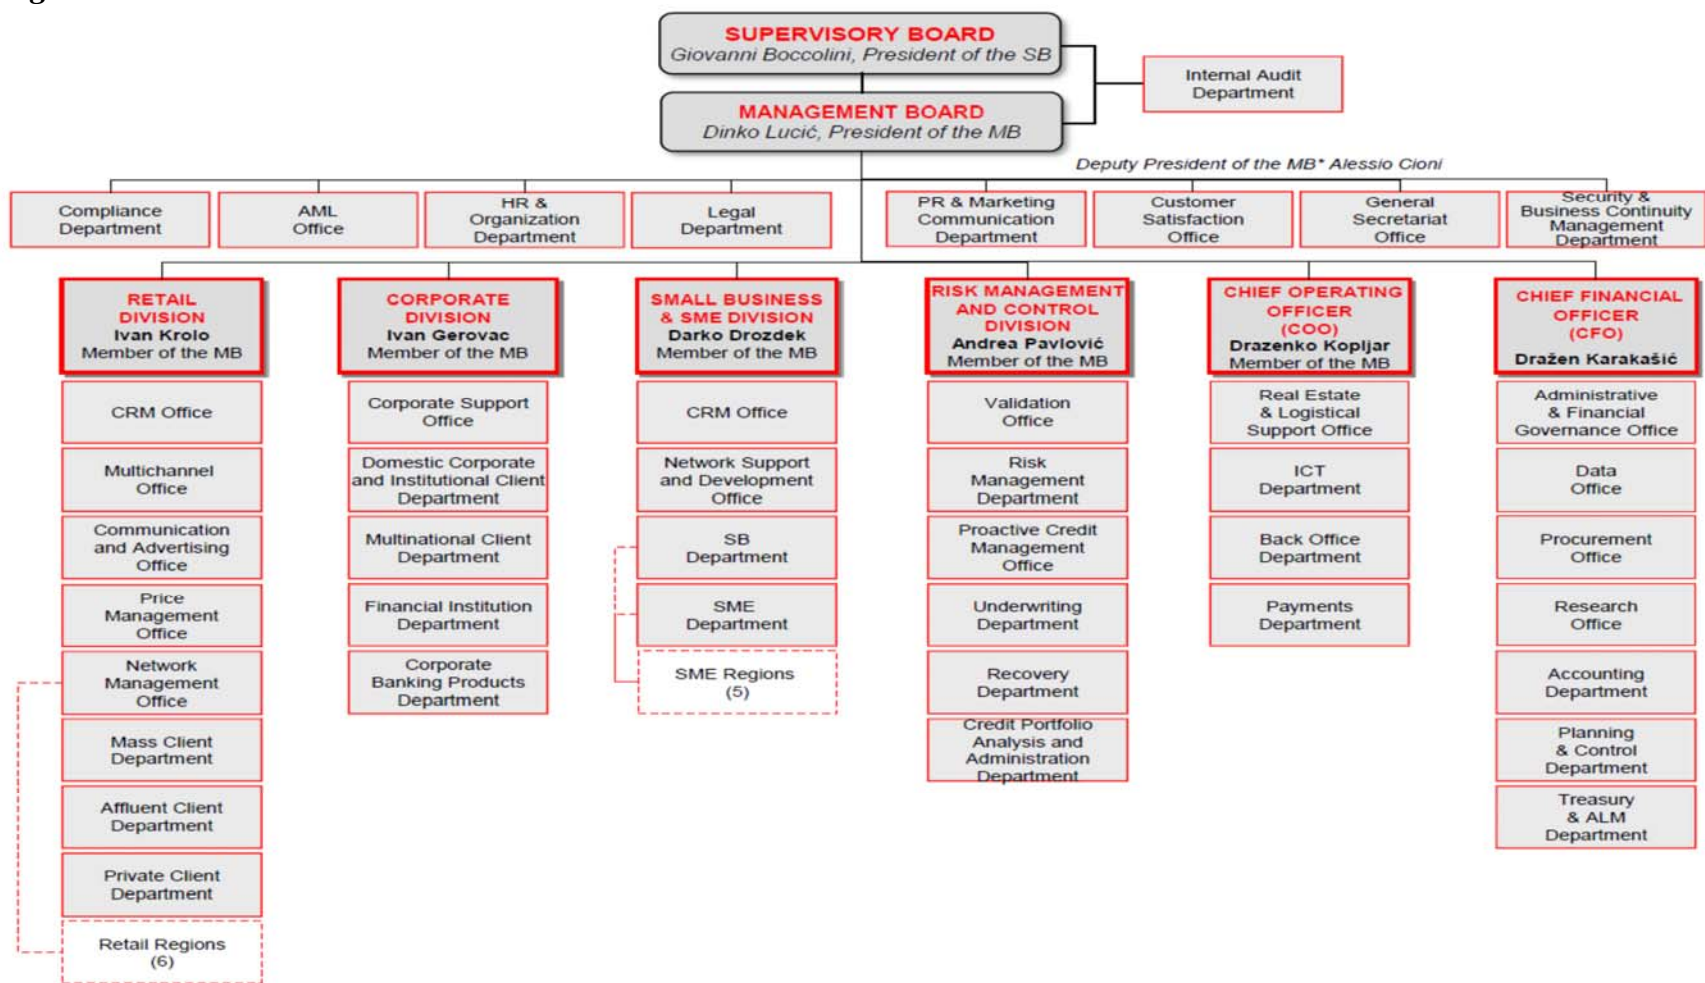 SUPERVISORY BOARD
Giovanni Boccolini, President of the SB
Internal Audit
Department
MANAGEMENT BOARD
Dinko Lucić, President of the MB
Deputy President of the MB* Alessio Cioni
Compliance
Department
AML
Office
HR &
Organization
Department
Legal
Department
PR & Marketing
Communication
Department
Customer
Satisfaction
Office
General
Secretariat
Office
Security &
Business Continuity
Management
Department
RETAIL
DIVISION
Ivan Krolo
Member of the MB
CRM Office
Multichannel
Office
Communication
and Advertising
Office
Price
Management
Office
Network
Management
Office
Mass Client
Department
Affluent Client
Department
Private Client
Department
Retail Regions
(6)
CORPORATE
DIVISION
Ivan Gerovac
Member of the MB
Corporate Support
Office
Domestic Corporate
and Institutional Client
Department
Multinational Client
Department
Financial Institution
Department
Corporate
Banking Products
Department
SMALL BUSINESS
& SME DIVISION
Darko Drozdek
Member of the MB
CRM Office
Network Support
and Development
Office
SB
Department
SME
Department
SME Regions
(5)
RISK MANAGEMENT
AND CONTROL
DIVISION
Andrea Pavlović
Member of the MB
Validation
Office
Risk
Management
Department
Proactive Credit
Management
Office
Underwriting
Department
Recovery
Department
Credit Portfolio
Analysis and
Administration
Department
CHIEF OPERATING
OFFICER
(COO)
Drazenko Kopljar
Member of the MB
Real Estate
& Logistical
Support Office
ICT
Department
Back Office
Department
Payments
Department
CHIEF FINANCIAL
OFFICER
(CFO)
Dražen Karakašić
Administrative
& Financial
Governance Office
Data
Office
Procurement
Office
Research
Office
Accounting
Department
Planning
& Control
Department
Treasury
& ALM
Department